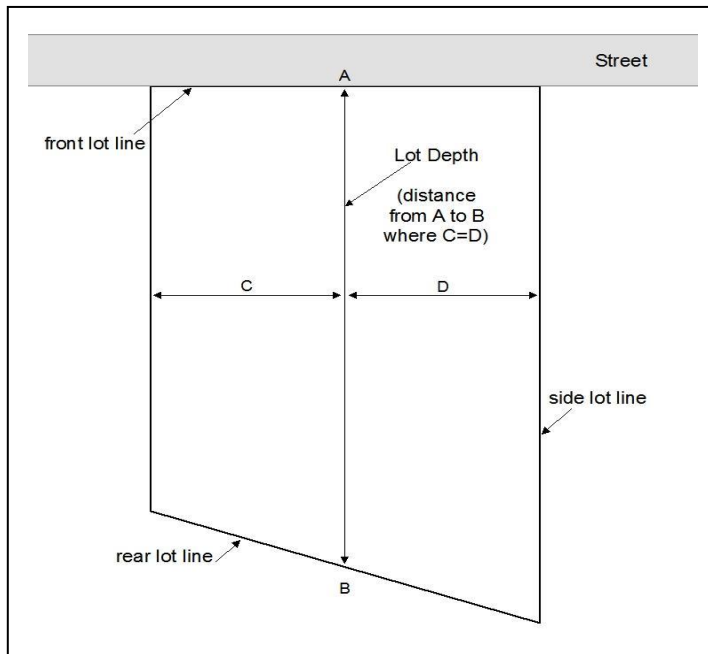 Street
A
front lot line
Lot Depth
(distance
from A to B
where C=D)
C
D
side lot line
rear lot line
B